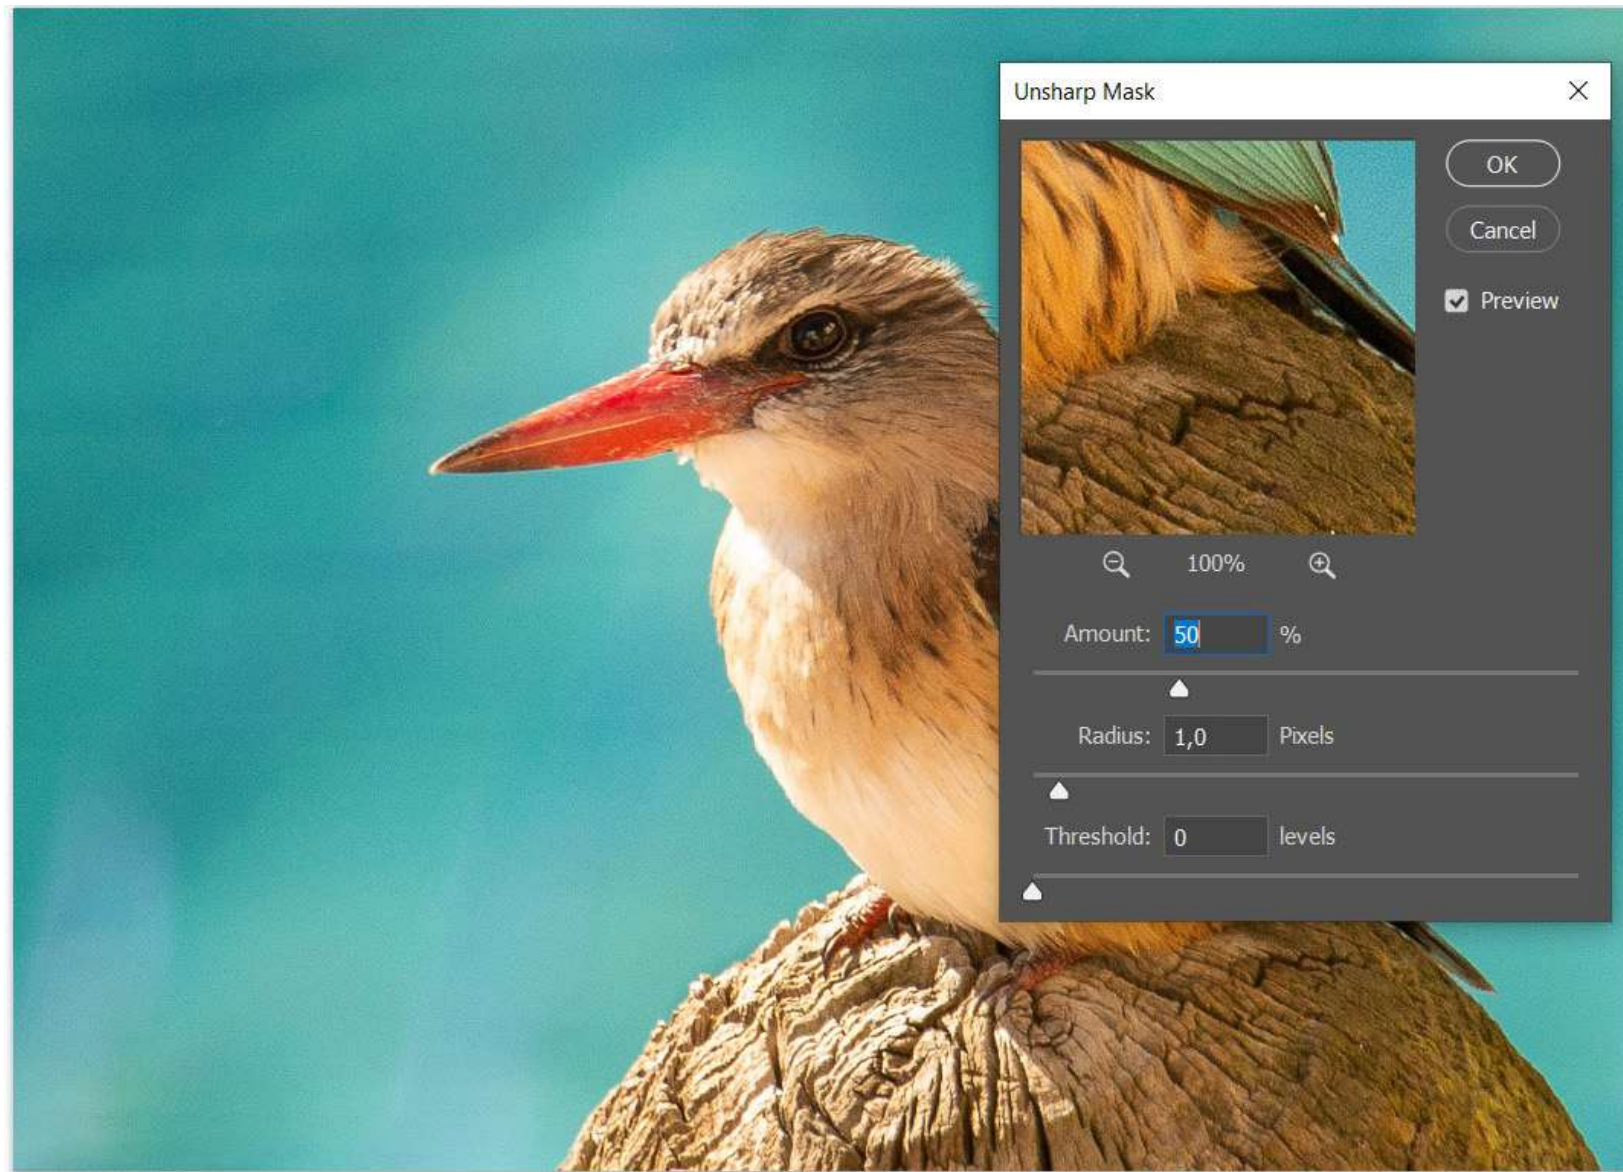 Unsharp Mask
OK
Cancel
Preview
100%
Amount: 50 %
Radius: 1,0 Pixels
Threshold: 0 levels